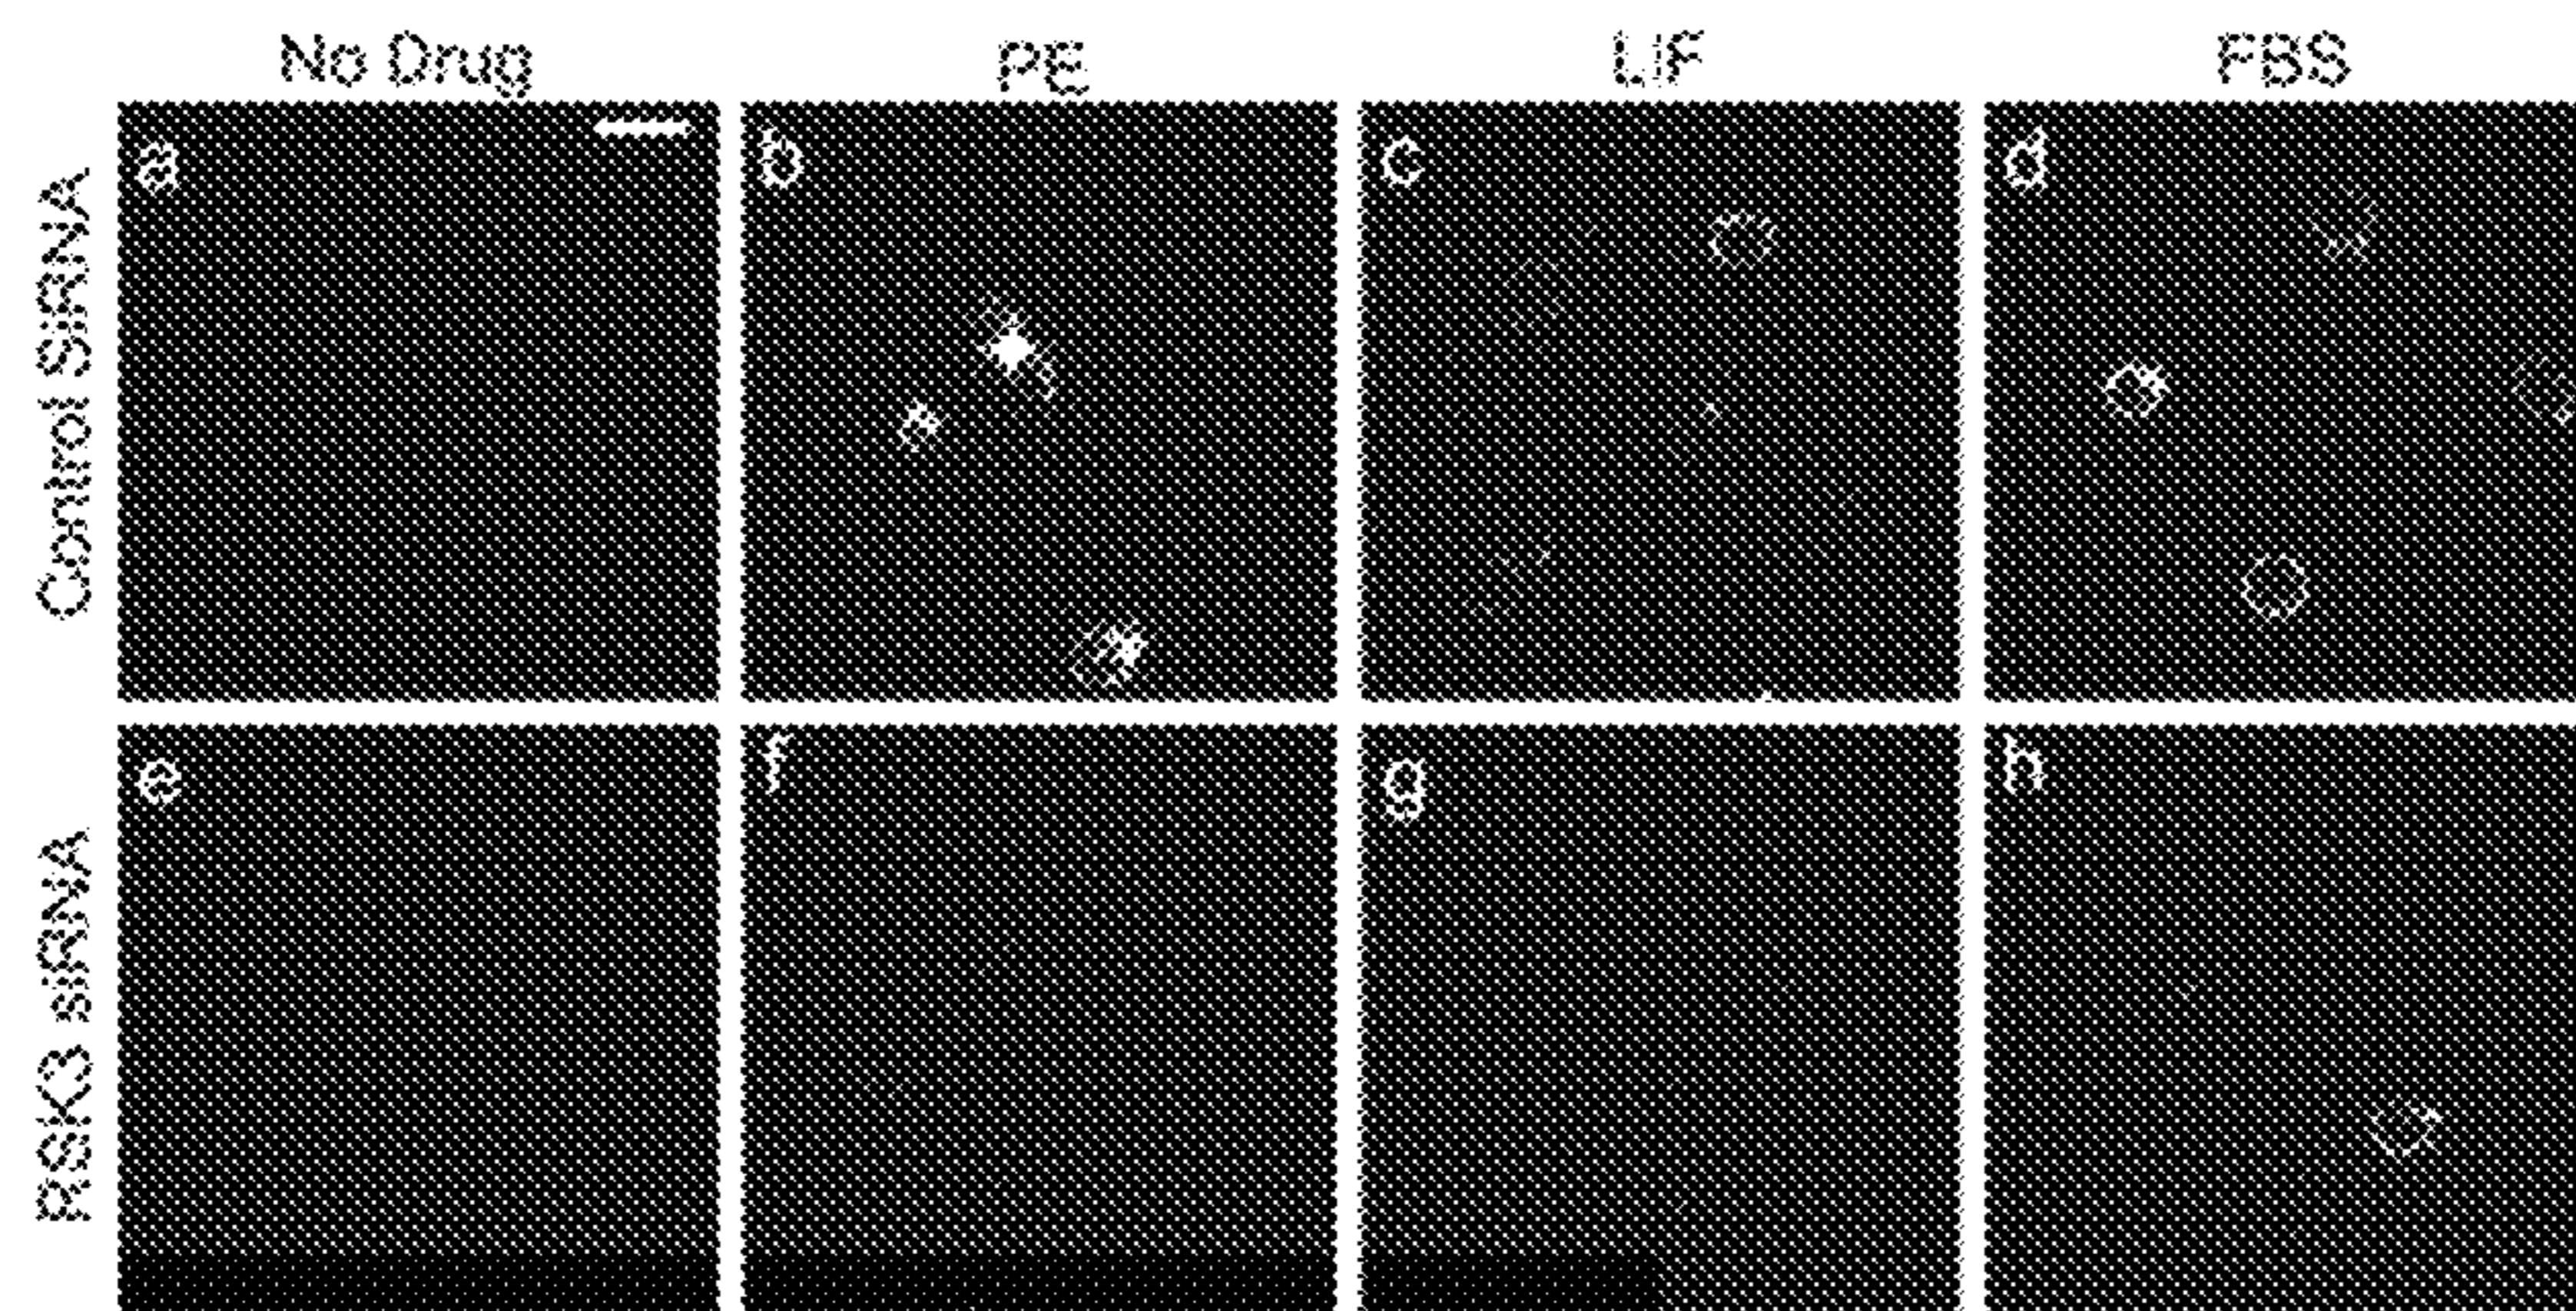 No Drug PE LIF FBS
Control SiRNA
a b c d
RSK3 siRNA
e f g h